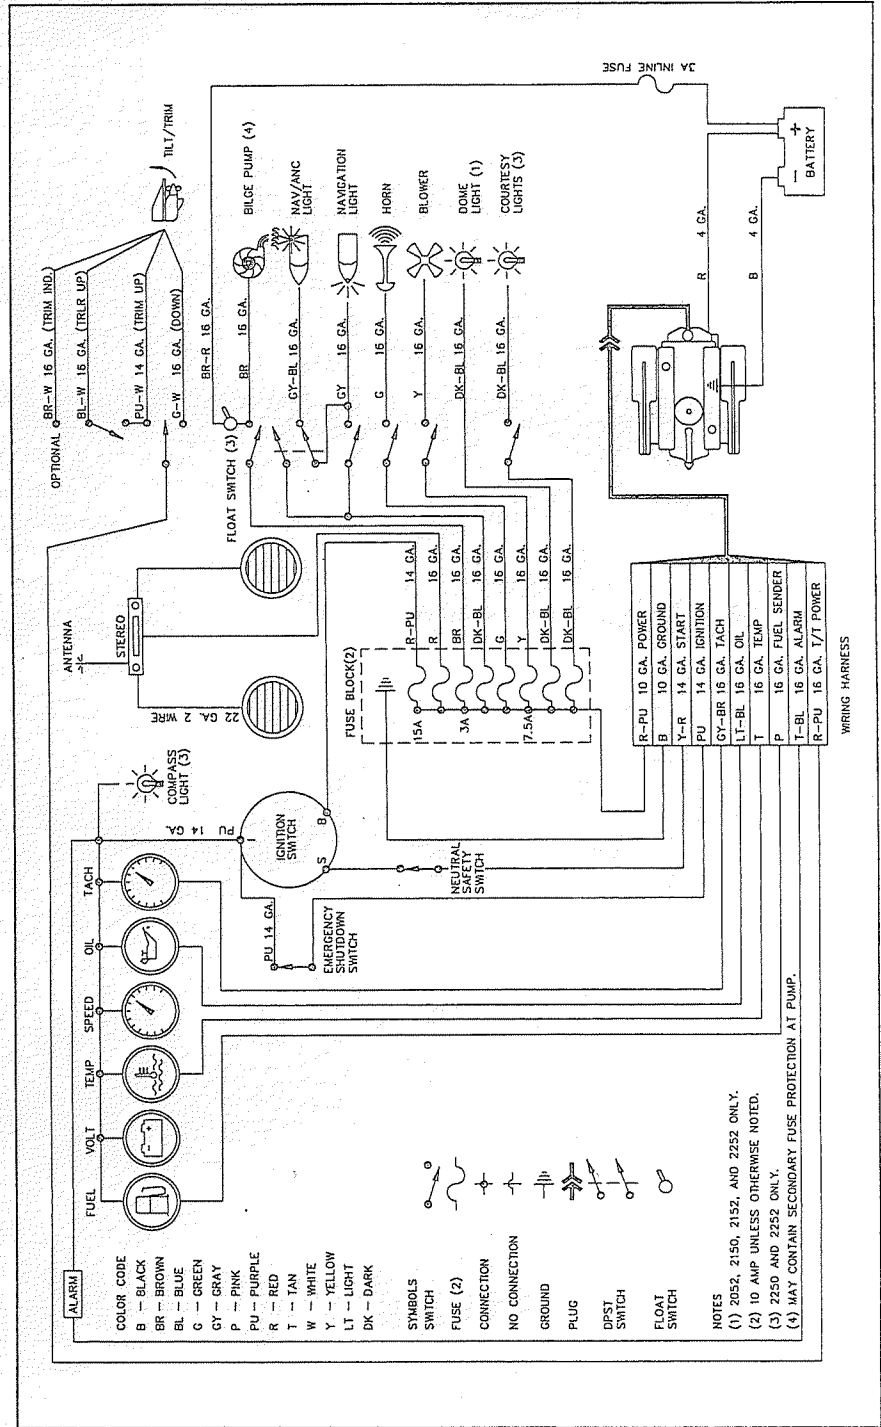 ALARM
FUEL
VOLT
TEMP
SPEED
OIL
TACH
COMPASS
LIGHT (3)
PU 14 GA.
22 GA. 2 WIRE
ANTENNA
STEREO
OPTIONAL
BR-W 16 GA. (TRIM IND.)
BL-W 16 GA. (TRLR UP)
PU-W 14 GA. (TRIM UP)
G-W 16 GA. (DOWN)
TILT/TRIM
FLOAT SWITCH (3)
BR-R 16 GA.
BR 16 GA.
BILGE PUMP (4)
GY-BL 16 GA.
NAV/ANC
LIGHT
GY 16 GA.
NAVIGATION
LIGHT
G 16 GA.
HORN
Y 16 GA.
BLOWER
DK-BL 16 GA.
DOME
LIGHT (1)
DK-BL 16 GA.
COURTESY
LIGHTS (3)
3A INLINE FUSE
IGNITION
SWITCH
I
B
S
PU 14 GA.
EMERGENCY
SHUTDOWN
SWITCH
NEUTRAL
SAFETY
SWITCH
FUSE BLOCK(2)
15A
3A
7.5A
R-PU 14 GA.
R 16 GA.
BR 16 GA.
DK-BL 16 GA.
G 16 GA.
Y 16 GA.
DK-BL 16 GA.
DK-BL 16 GA.
R 4 GA.
B 4 GA.
- +
BATTERY
R-PU 10 GA. POWER
B 10 GA. GROUND
Y-R 14 GA. START
PU 14 GA. IGNITION
GY-BR 16 GA. TACH
LT-BL 16 GA. OIL
T 16 GA. TEMP
P 16 GA. FUEL SENDER
T-BL 16 GA. ALARM
R-PU 16 GA. T/T POWER
WIRING HARNESS
COLOR CODE
B -- BLACK
BR -- BROWN
BL -- BLUE
G -- GREEN
GY -- GRAY
P -- PINK
PU -- PURPLE
R -- RED
T -- TAN
W -- WHITE
Y -- YELLOW
LT -- LIGHT
DK -- DARK
SYMBOLS
SWITCH
FUSE (2)
CONNECTION
NO CONNECTION
GROUND
PLUG
DPST
SWITCH
FLOAT
SWITCH
NOTES
(1) 2052, 2150, 2152, AND 2252 ONLY.
(2) 10 AMP UNLESS OTHERWISE NOTED.
(3) 2250 AND 2252 ONLY.
(4) MAY CONTAIN SECONDARY FUSE PROTECTION AT PUMP.